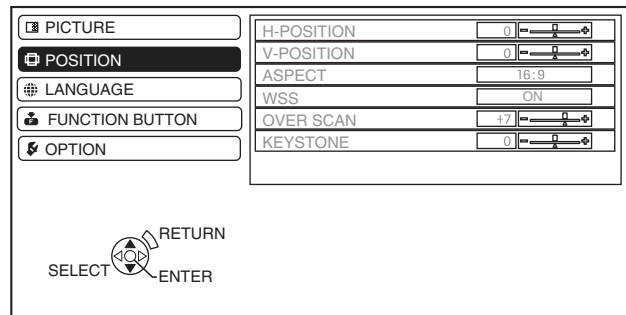 PICTURE
POSITION
LANGUAGE
FUNCTION BUTTON
OPTION
H-POSITION 0
V-POSITION 0
ASPECT 16:9
WSS ON
OVER SCAN +7
KEYSTONE 0
RETURN
SELECT
ENTER